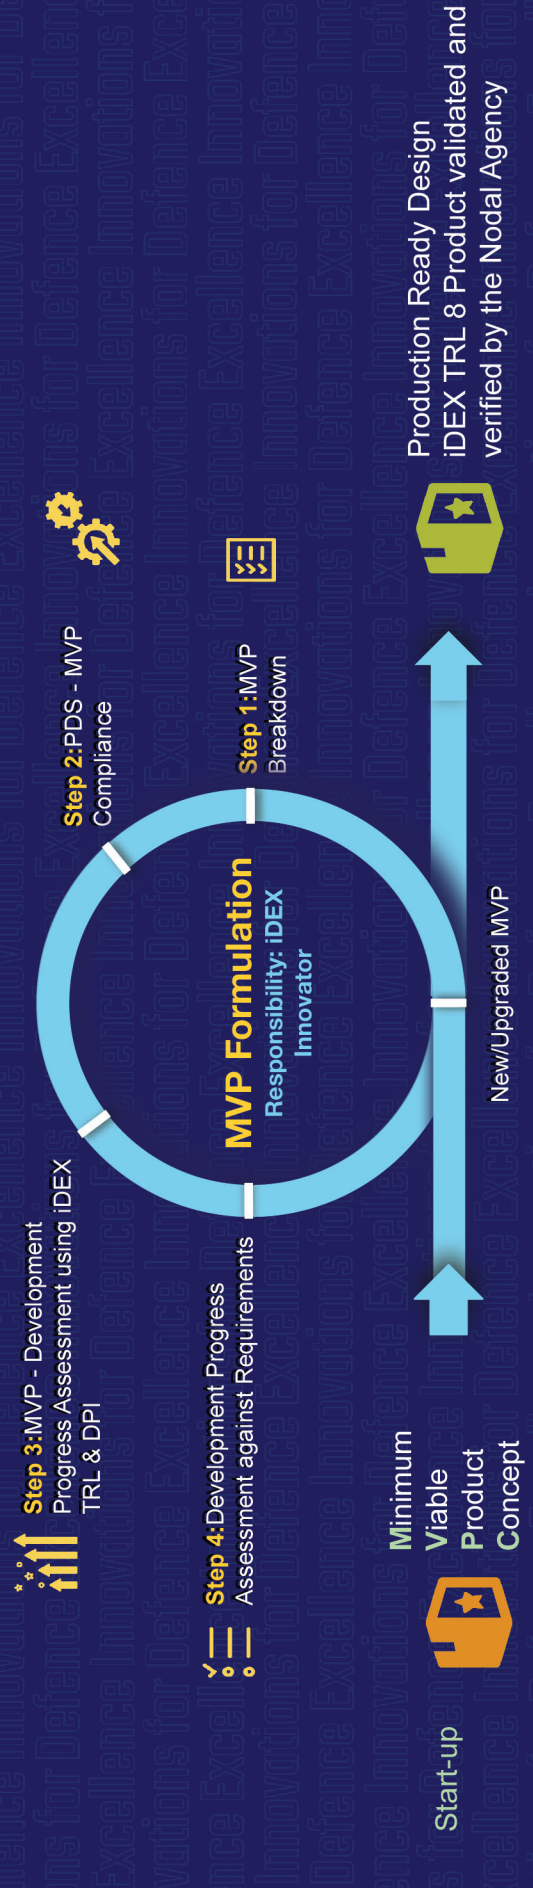 Step 3:MVP - Development
Progress Assessment using iDEX
TRL & DPI
Step 2:PDS - MVP
Compliance
Step 4:Development Progress
Assessment against Requirements
MVP Formulation
Responsibility: iDEX
Innovator
Step 1:MVP
Breakdown
Start-up
Minimum
Viable
Product
Concept
New/Upgraded MVP
Production Ready Design
iDEX TRL 8 Product validated and
verified by the Nodal Agency